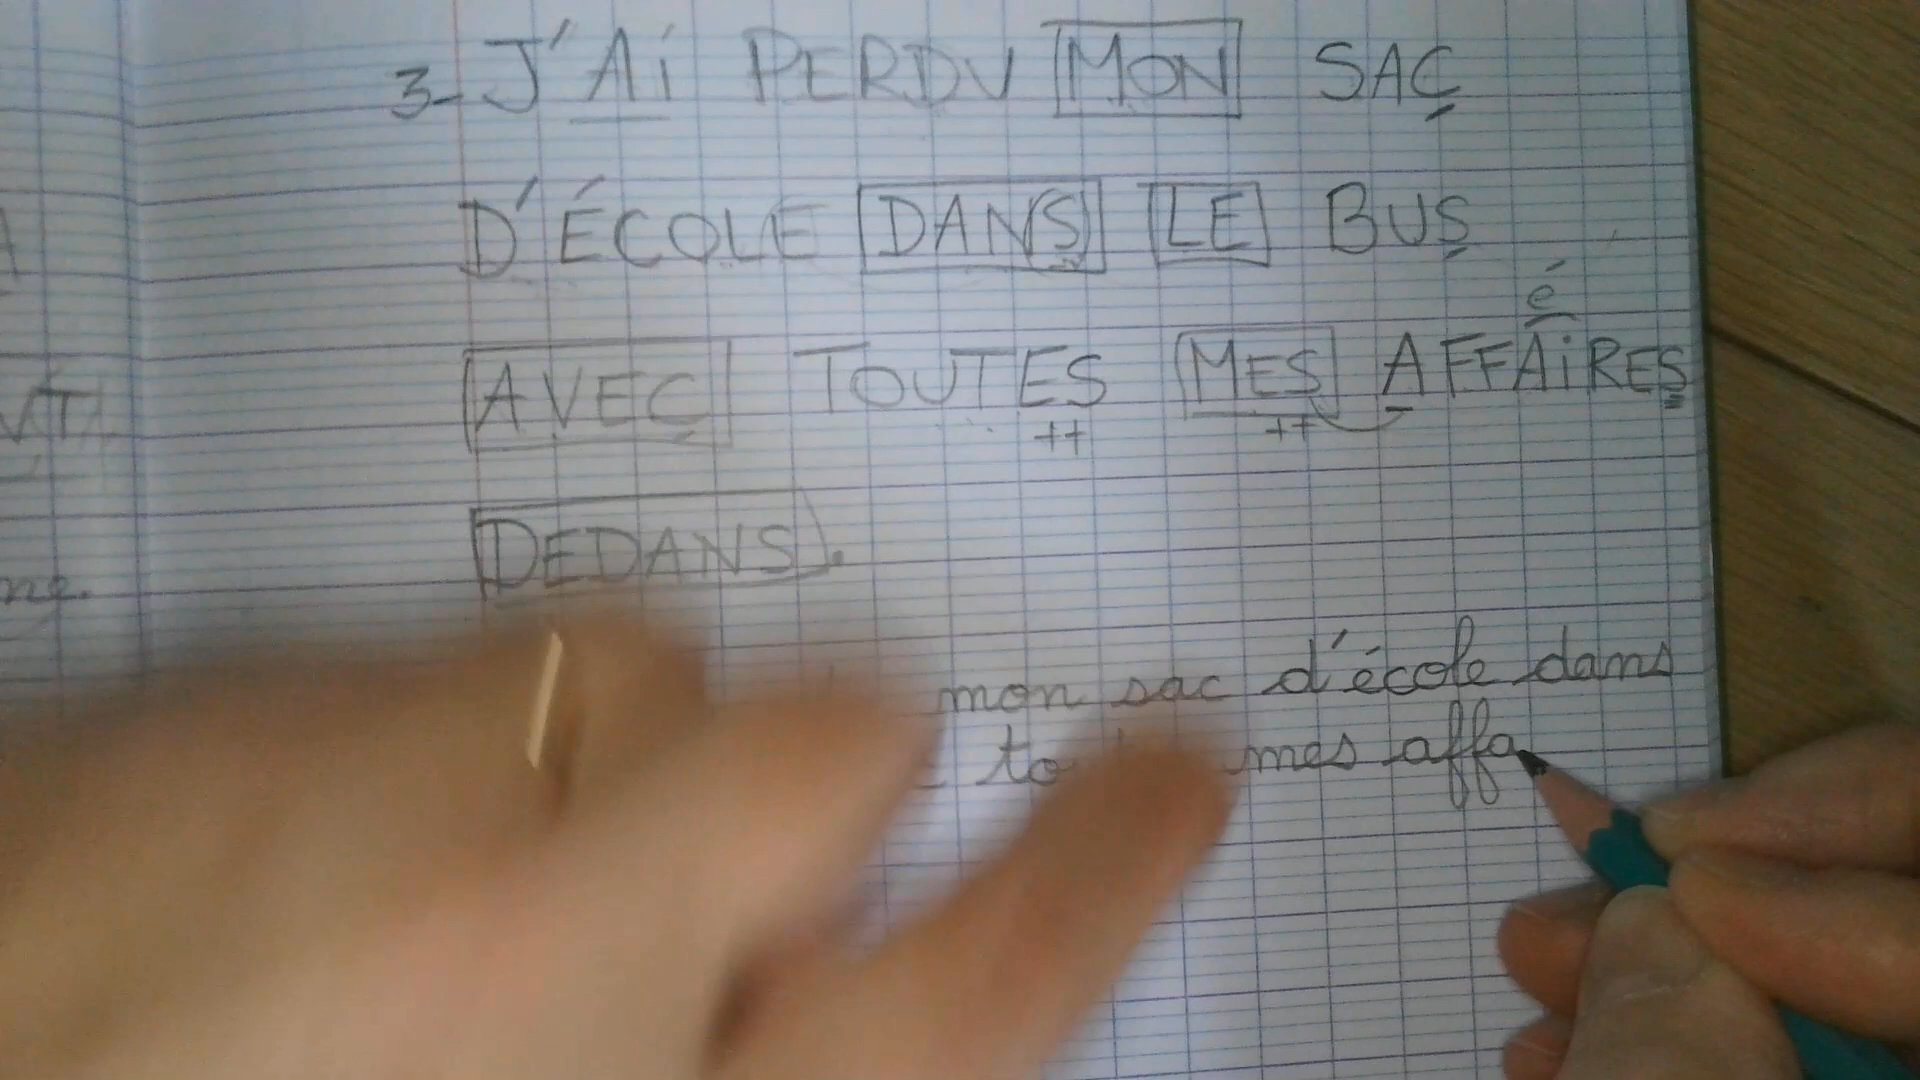 3- J'Ai PERDU MON SAC
D'ÉCOLE DANS LE BUS
é
AVEC TOUTES MES AFFAiRES
++ ++
DEDANS.
mon sac d'école dans
mes affa